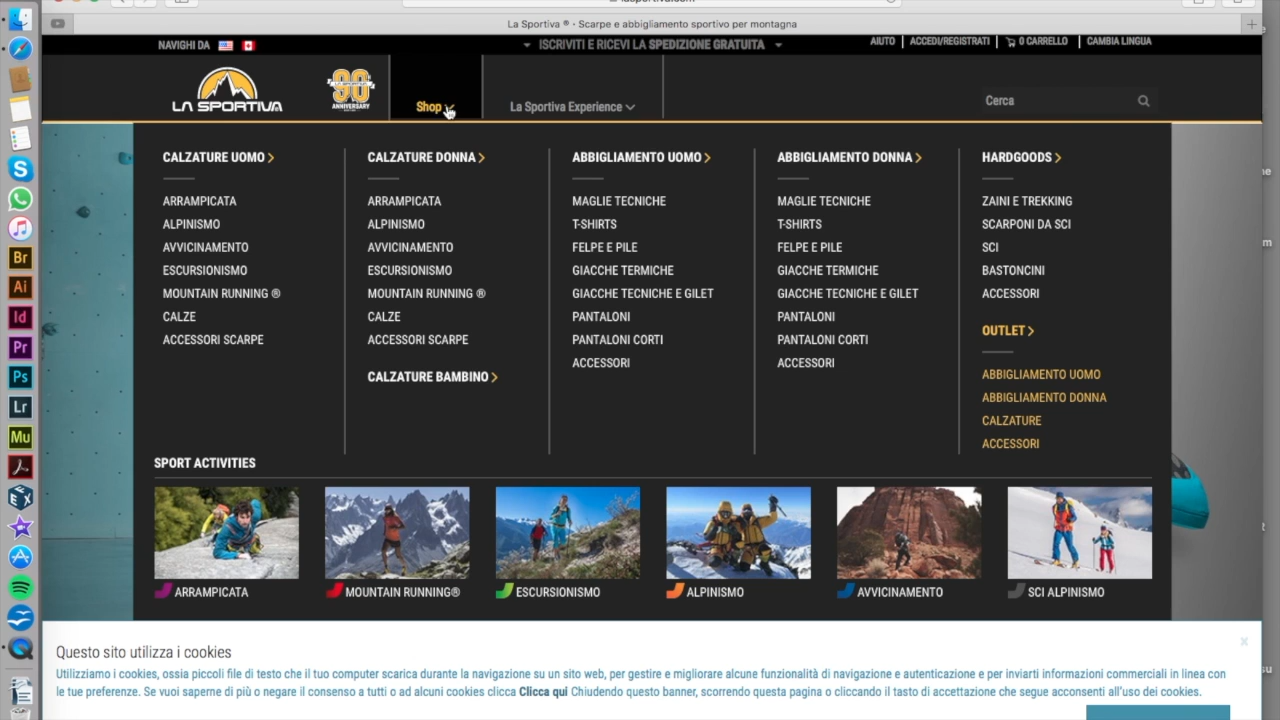 La Sportiva ® - Scarpe e abbigliamento sportivo per montagna
NAVIGHI DA
ISCRIVITI E RICEVI LA SPEDIZIONE GRATUITA
AIUTO
ACCEDI/REGISTRATI
0 CARRELLO
CAMBIA LINGUA
LA SPORTIVA
90
ANNIVERSARY
Shop
La Sportiva Experience
Cerca
CALZATURE UOMO
ARRAMPICATA
ALPINISMO
AVVICINAMENTO
ESCURSIONISMO
MOUNTAIN RUNNING ®
CALZE
ACCESSORI SCARPE
CALZATURE DONNA
ARRAMPICATA
ALPINISMO
AVVICINAMENTO
ESCURSIONISMO
MOUNTAIN RUNNING ®
CALZE
ACCESSORI SCARPE
CALZATURE BAMBINO
ABBIGLIAMENTO UOMO
MAGLIE TECNICHE
T-SHIRTS
FELPE E PILE
GIACCHE TERMICHE
GIACCHE TECNICHE E GILET
PANTALONI
PANTALONI CORTI
ACCESSORI
ABBIGLIAMENTO DONNA
MAGLIE TECNICHE
T-SHIRTS
FELPE E PILE
GIACCHE TERMICHE
GIACCHE TECNICHE E GILET
PANTALONI
PANTALONI CORTI
ACCESSORI
HARDGOODS
ZAINI E TREKKING
SCARPONI DA SCI
SCI
BASTONCINI
ACCESSORI
OUTLET
ABBIGLIAMENTO UOMO
ABBIGLIAMENTO DONNA
CALZATURE
ACCESSORI
SPORT ACTIVITIES
ARRAMPICATA
MOUNTAIN RUNNING®
ESCURSIONISMO
ALPINISMO
AVVICINAMENTO
SCI ALPINISMO
Questo sito utilizza i cookies
Utilizziamo i cookies, ossia piccoli file di testo che il tuo computer scarica durante la navigazione su un sito web, per gestire e migliorare alcune funzionalità di navigazione e autenticazione e per inviarti informazioni commerciali in linea con
le tue preferenze. Se vuoi saperne di più o negare il consenso a tutti o ad alcuni cookies clicca Clicca qui Chiudendo questo banner, scorrendo questa pagina o cliccando il tasto di accettazione che segue acconsenti all'uso dei cookies.
Br
Ai
Id
Pr
Ps
Lr
Mu